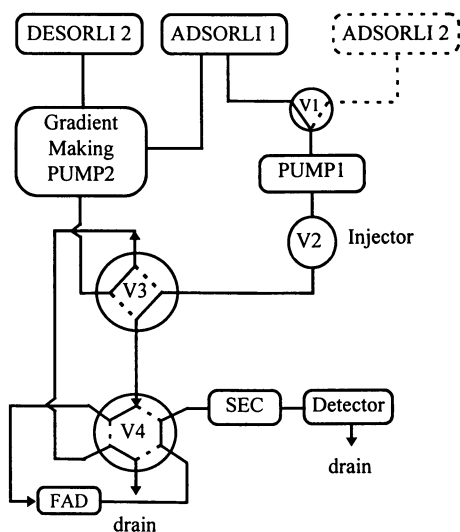 DESORLI 2
ADSORLI 1
ADSORLI 2
Gradient
Making
PUMP2
V1
PUMP1
V2
Injector
V3
V4
SEC
Detector
drain
FAD
drain